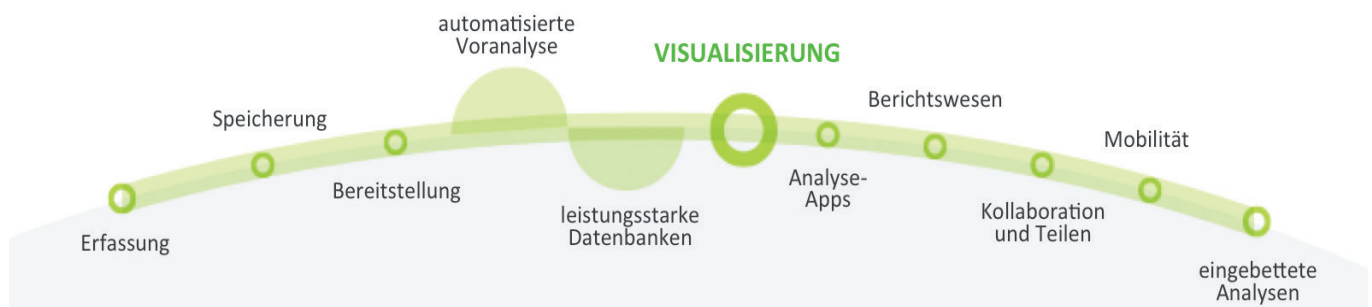 automatisierte
Voranalyse
VISUALISIERUNG
Berichtswesen
Speicherung
Mobilität
Bereitstellung
Analyse-
Apps
leistungsstarke
Datenbanken
Kollaboration
und Teilen
Erfassung
eingebettete
Analysen